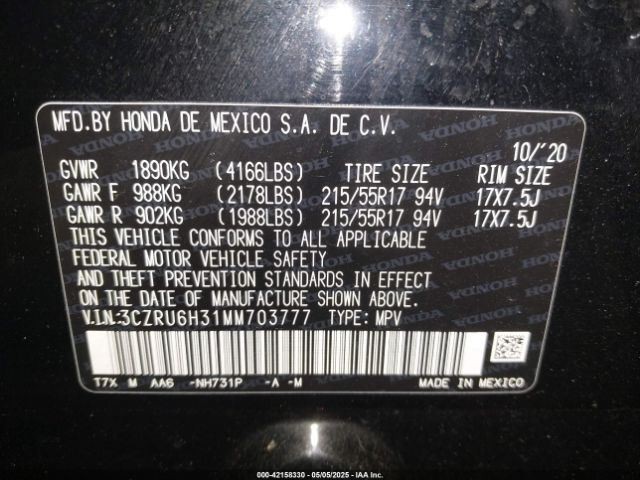 MFD.BY HONDA DE MEXICO S.A. DE C.V.
10/'20
GVWR 1890KG (4166LBS) TIRE SIZE RIM SIZE
GAWR F 988KG (2178LBS) 215/55R17 94V 17X7.5J
GAWR R 902KG (1988LBS) 215/55R17 94V 17X7.5J
THIS VEHICLE CONFORMS TO ALL APPLICABLE
FEDERAL MOTOR VEHICLE SAFETY
AND THEFT PREVENTION STANDARDS IN EFFECT
ON THE DATE OF MANUFACTURE SHOWN ABOVE.
V.I.N:3CZRU6H31MM703777 TYPE: MPV
T7X M AA6 -NH731P -A -M MADE IN MEXICO
000-42158330 - 05/05/2025 - IAA Inc.